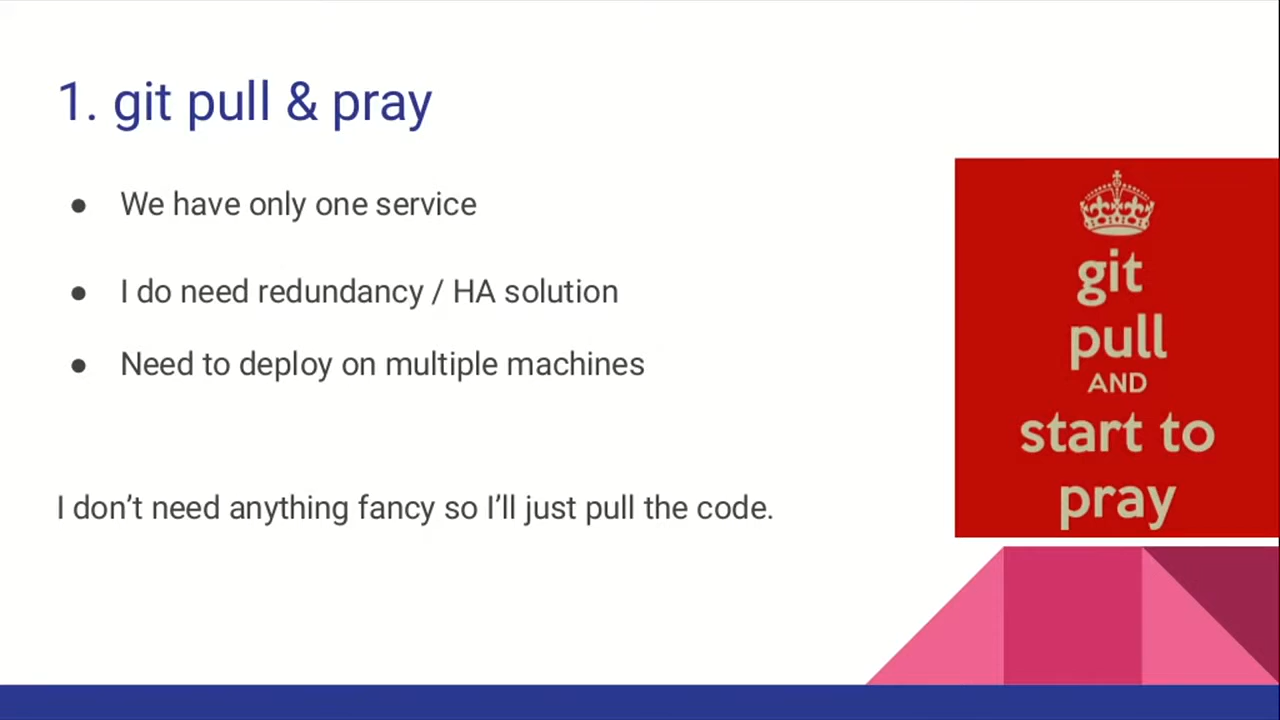 1. git pull & pray
● We have only one service
● I do need redundancy / HA solution
● Need to deploy on multiple machines
I don’t need anything fancy so I’ll just pull the code.
git
pull
AND
start to
pray